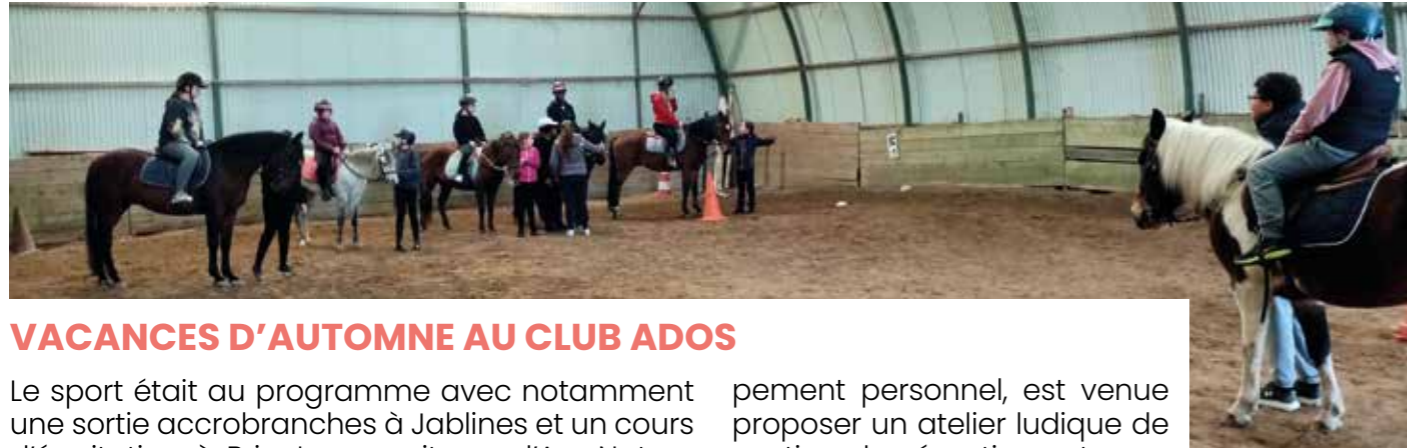 VACANCES D'AUTOMNE AU CLUB ADOS
Le sport était au programme avec notamment
une sortie accrobranches à Jablines et un cours
pement personnel, est venue
proposer un atelier ludique de